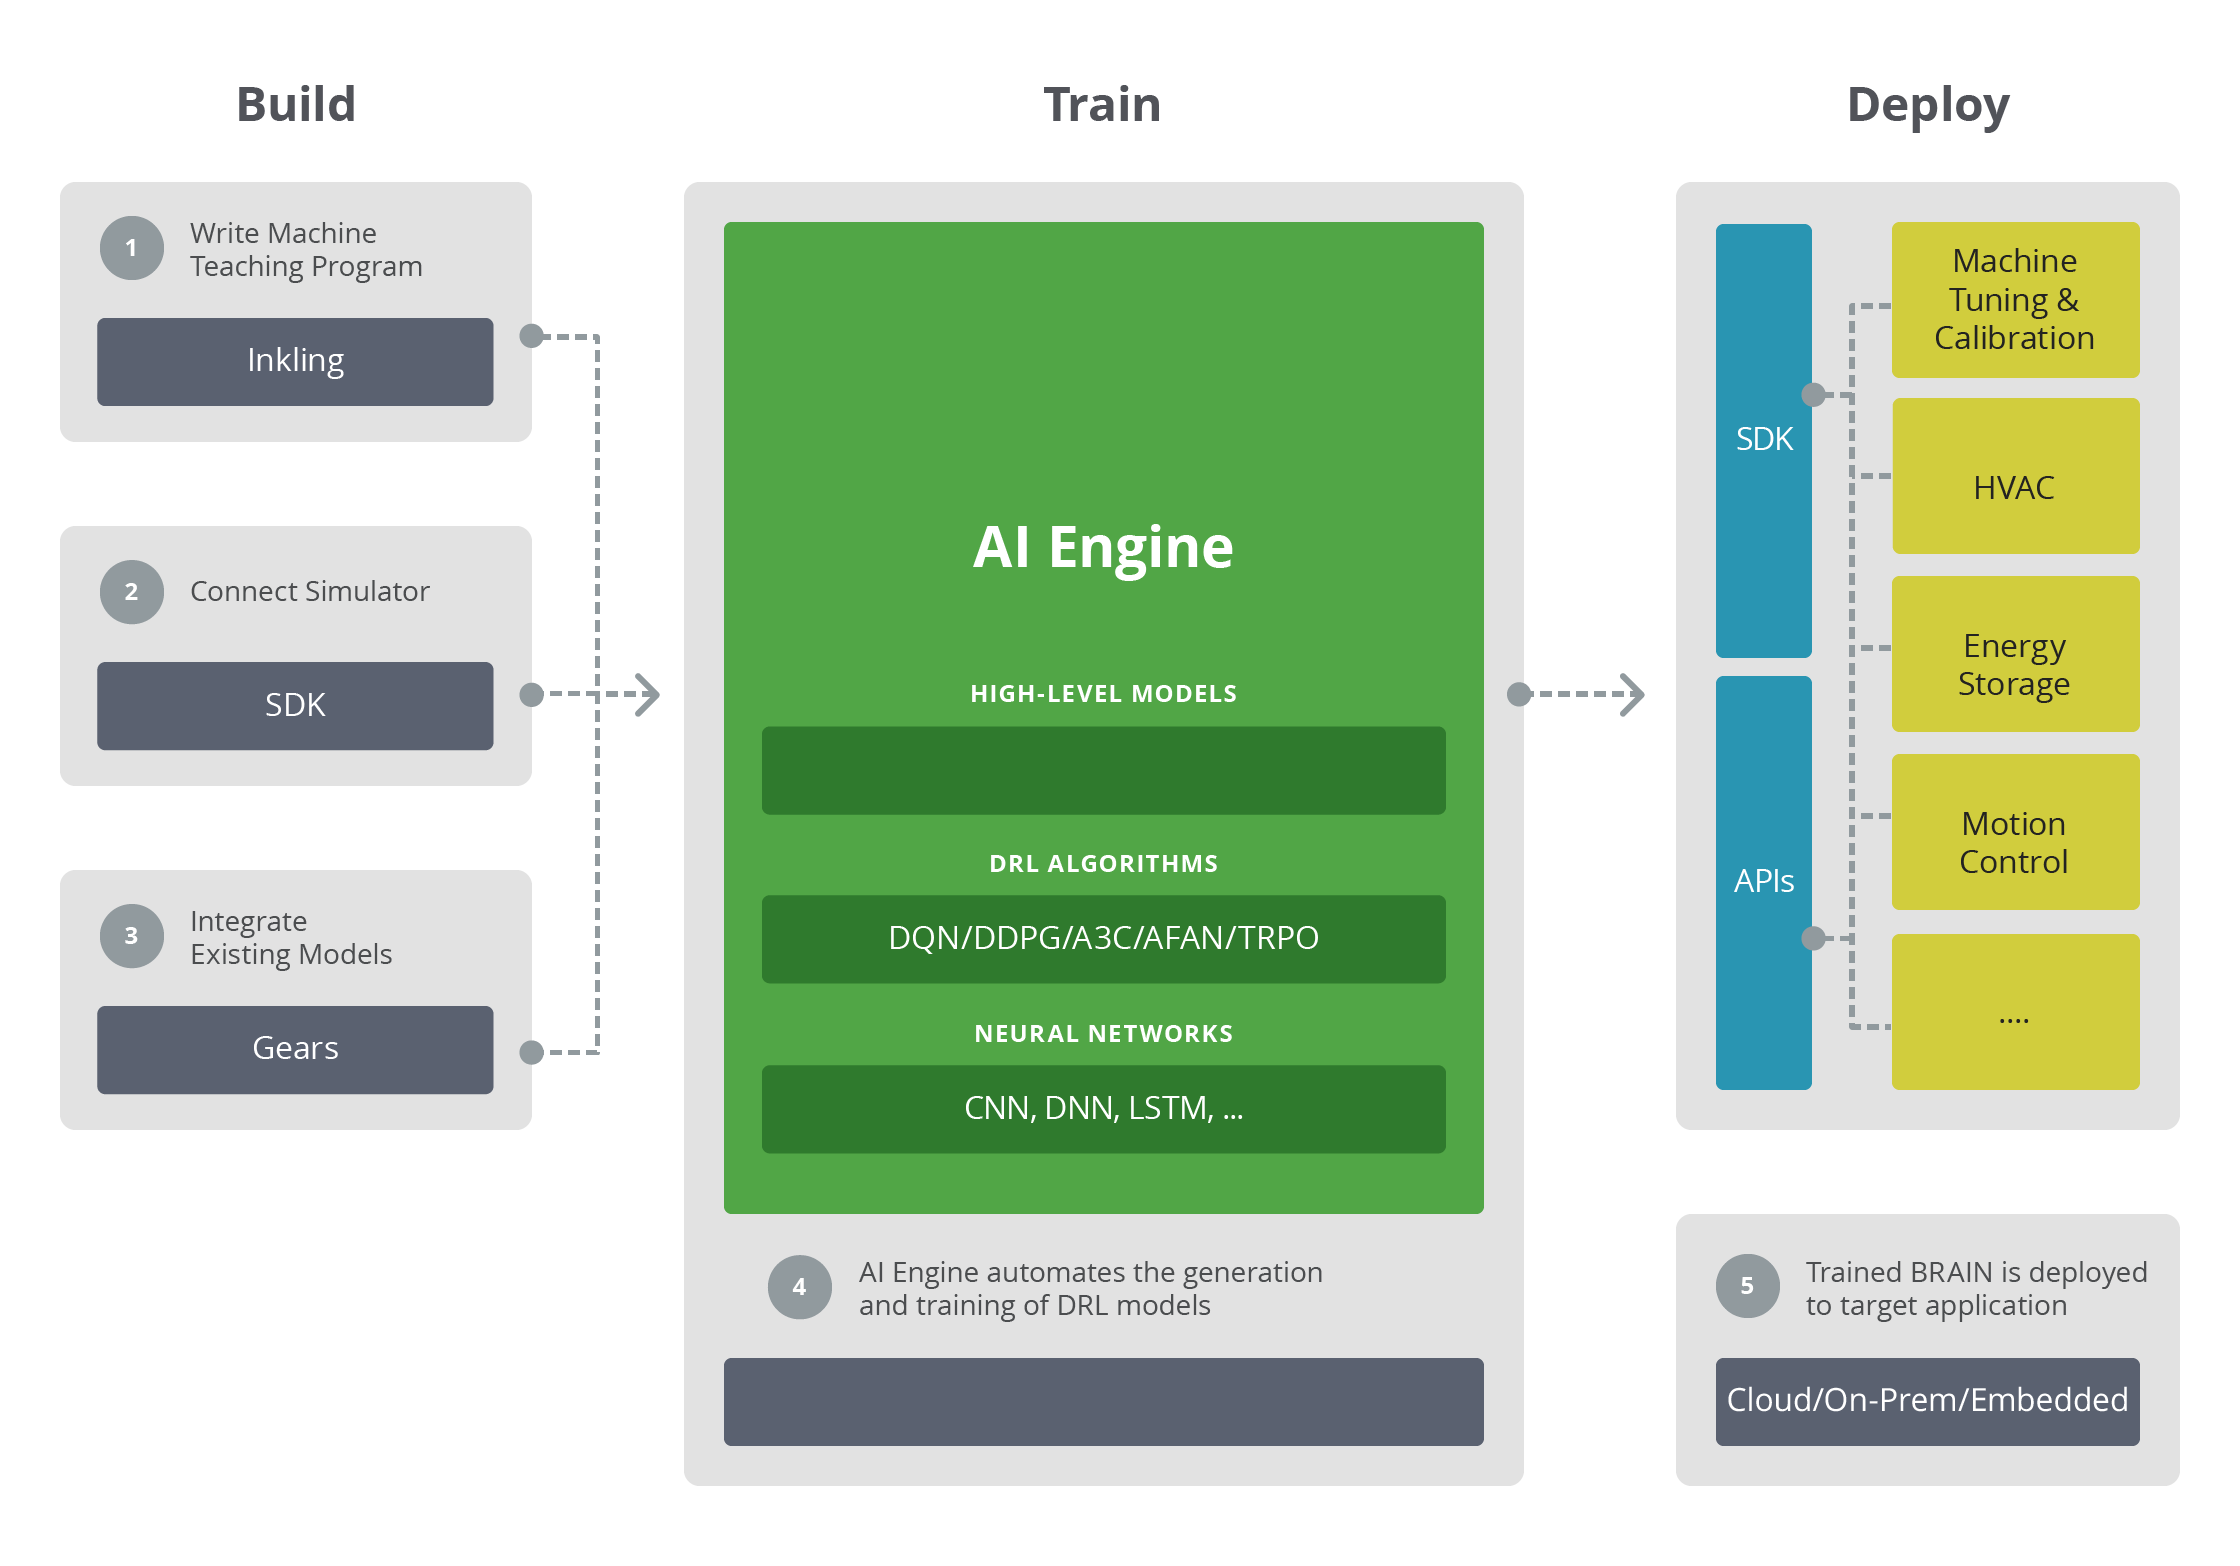 Build
1
Write Machine
Teaching Program
Inkling
2
Connect Simulator
SDK
3
Integrate
Existing Models
Gears
Train
AI Engine
HIGH-LEVEL MODELS
DRL ALGORITHMS
DQN/DDPG/A3C/AFAN/TRPO
NEURAL NETWORKS
CNN, DNN, LSTM, ...
4
AI Engine automates the generation
and training of DRL models
Deploy
SDK
APIs
Machine
Tuning &
Calibration
HVAC
Energy
Storage
Motion
Control
....
5
Trained BRAIN is deployed
to target application
Cloud/On-Prem/Embedded